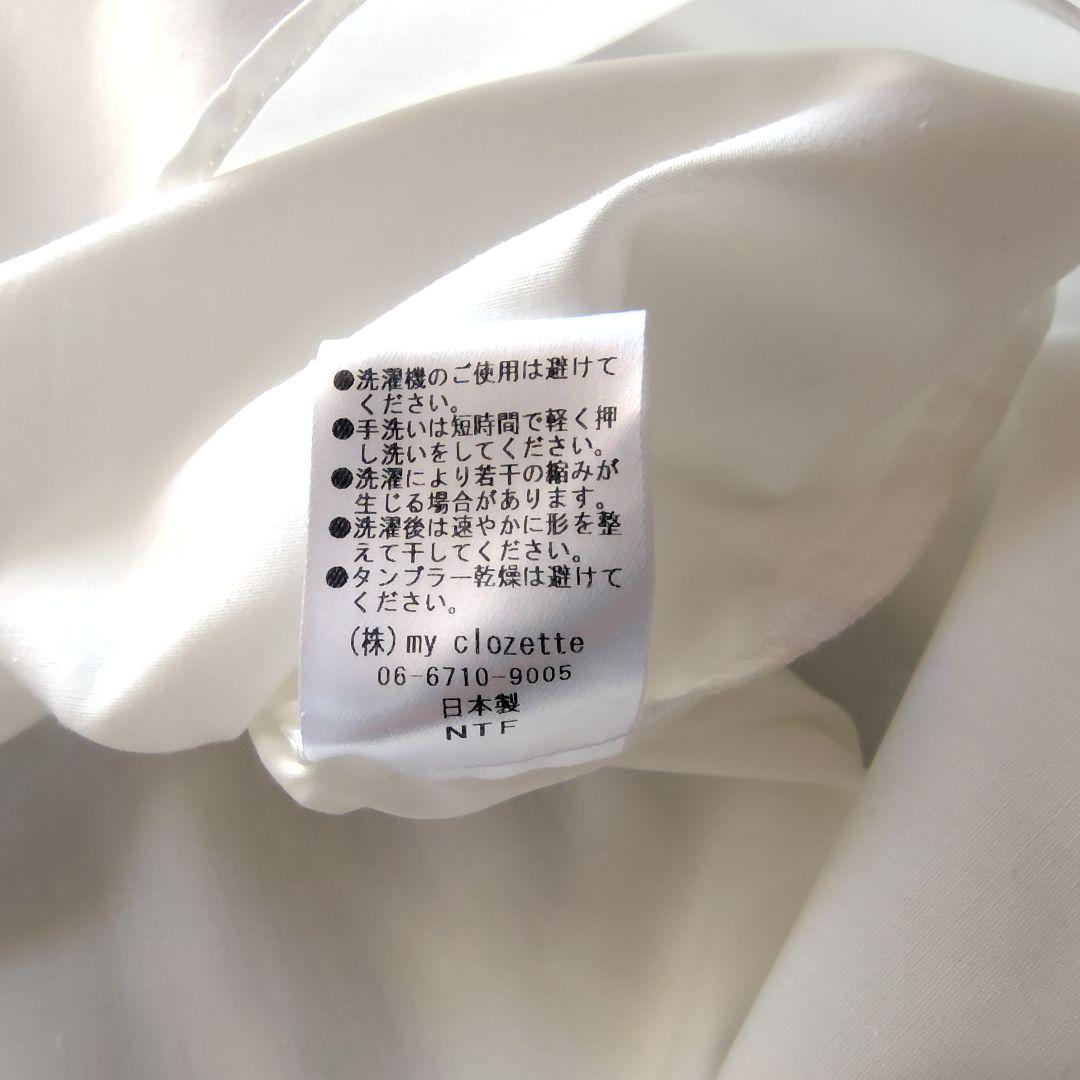 ●洗濯機のご使用は避けて
ください。
●手洗いは短時間で軽く押
し洗いをしてください。
●洗濯により若干の縮みが
生じる場合があります。
●洗濯後は速やかに形を整
えて干してください。
●タンブラー乾燥は避けて
ください。
(株)my clozette
06-6710-9005
日本製
NTF